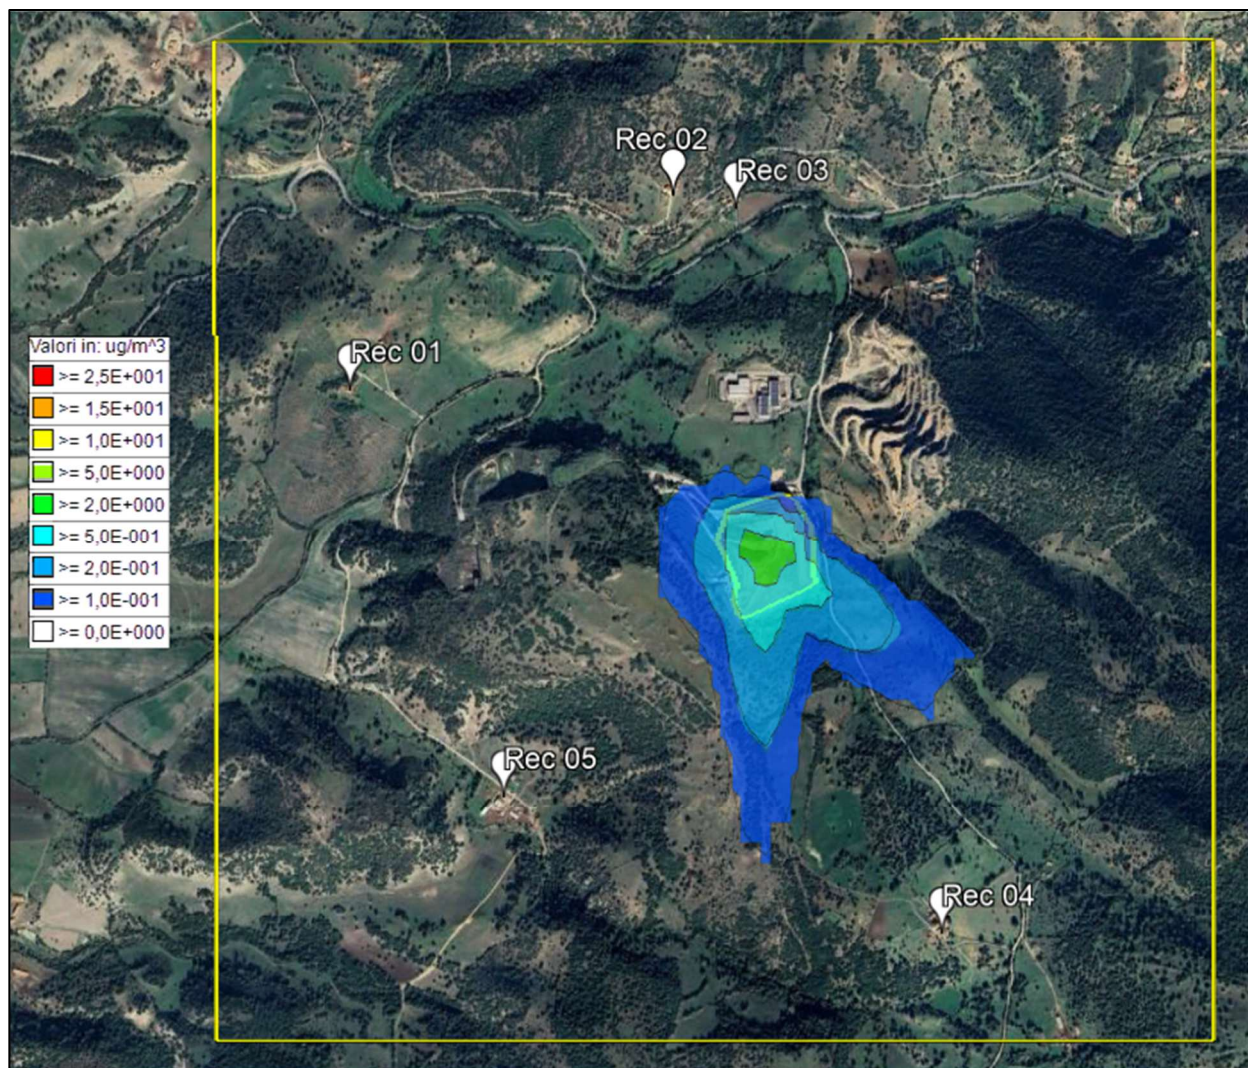 Rec 02
Rec 03
Rec 01
Valori in: ug/m^3
>= 2,5E+001
>= 1,5E+001
>= 1,0E+001
>= 5,0E+000
>= 2,0E+000
>= 5,0E-001
>= 2,0E-001
>= 1,0E-001
>= 0,0E+000
Rec 05
Rec 04